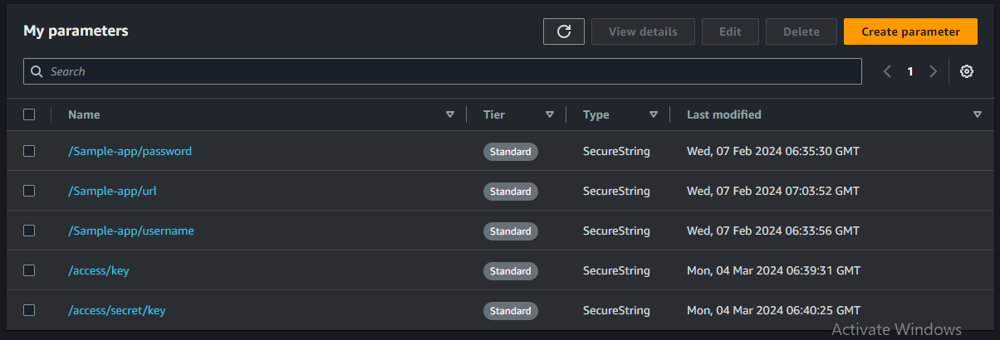 My parameters
View details Edit Delete Create parameter
Search
1
Name Tier Type Last modified
/Sample-app/password Standard SecureString Wed, 07 Feb 2024 06:35:30 GMT
/Sample-app/url Standard SecureString Wed, 07 Feb 2024 07:03:52 GMT
/Sample-app/username Standard SecureString Wed, 07 Feb 2024 06:33:56 GMT
/access/key Standard SecureString Mon, 04 Mar 2024 06:39:31 GMT
/access/secret/key Standard SecureString Mon, 04 Mar 2024 06:40:25 GMT
Activate Windows